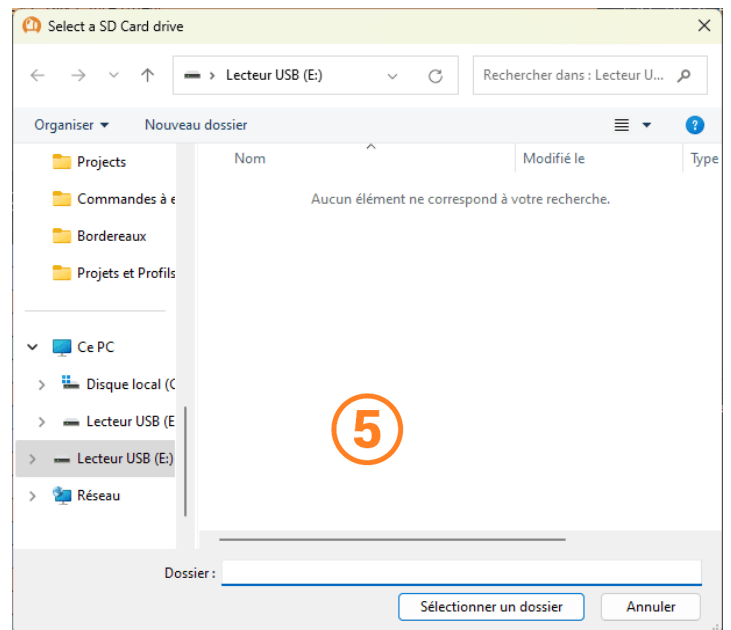 Select a SD Card drive
Lecteur USB (E:)
Rechercher dans : Lecteur U...
Organiser
Nouveau dossier
?
Nom
Modifié le
Type
Aucun élément ne correspond à votre recherche.
Projects
Commandes à e
Bordereaux
Projets et Profils
Ce PC
Disque local (C
Lecteur USB (E
Lecteur USB (E:)
Réseau
5
Dossier :
Sélectionner un dossier
Annuler